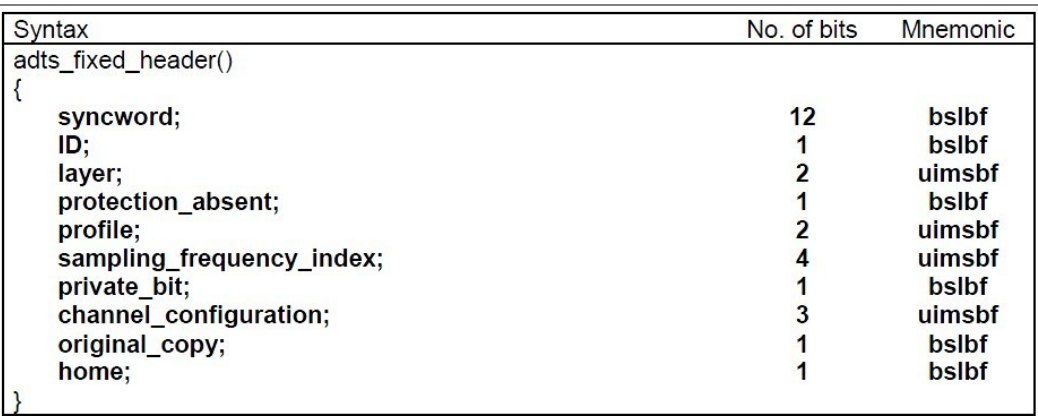 Syntax No. of bits Mnemonic
adts_fixed_header()
{
syncword; 12 bslbf
ID; 1 bslbf
layer; 2 uimsbf
protection_absent; 1 bslbf
profile; 2 uimsbf
sampling_frequency_index; 4 uimsbf
private_bit; 1 bslbf
channel_configuration; 3 uimsbf
original_copy; 1 bslbf
home; 1 bslbf
}